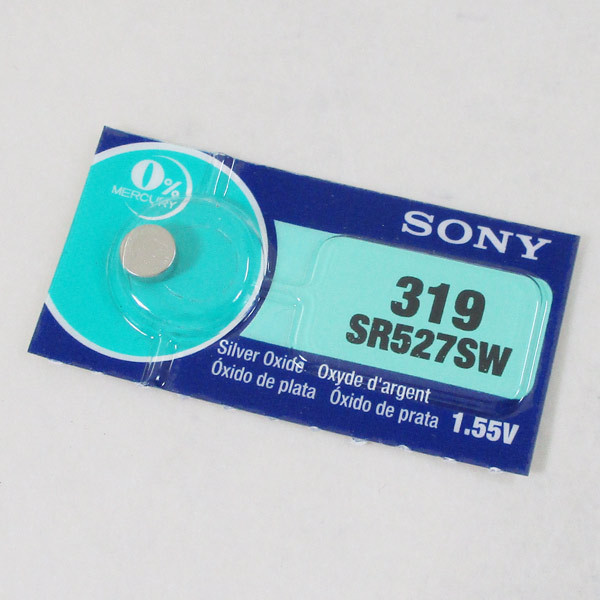 0%
MERCURY
SONY
319
SR527SW
Silver Oxide Oxyde d'argent
Óxido de plata Óxido de prata 1.55V